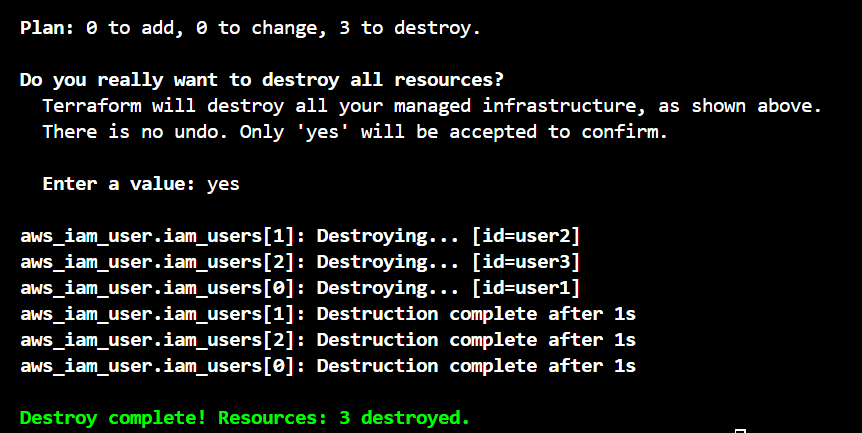 Plan: 0 to add, 0 to change, 3 to destroy.
Do you really want to destroy all resources?
Terraform will destroy all your managed infrastructure, as shown above.
There is no undo. Only 'yes' will be accepted to confirm.
Enter a value: yes
aws_iam_user.iam_users[1]: Destroying... [id=user2]
aws_iam_user.iam_users[2]: Destroying... [id=user3]
aws_iam_user.iam_users[0]: Destroying... [id=user1]
aws_iam_user.iam_users[1]: Destruction complete after 1s
aws_iam_user.iam_users[2]: Destruction complete after 1s
aws_iam_user.iam_users[0]: Destruction complete after 1s
Destroy complete! Resources: 3 destroyed.